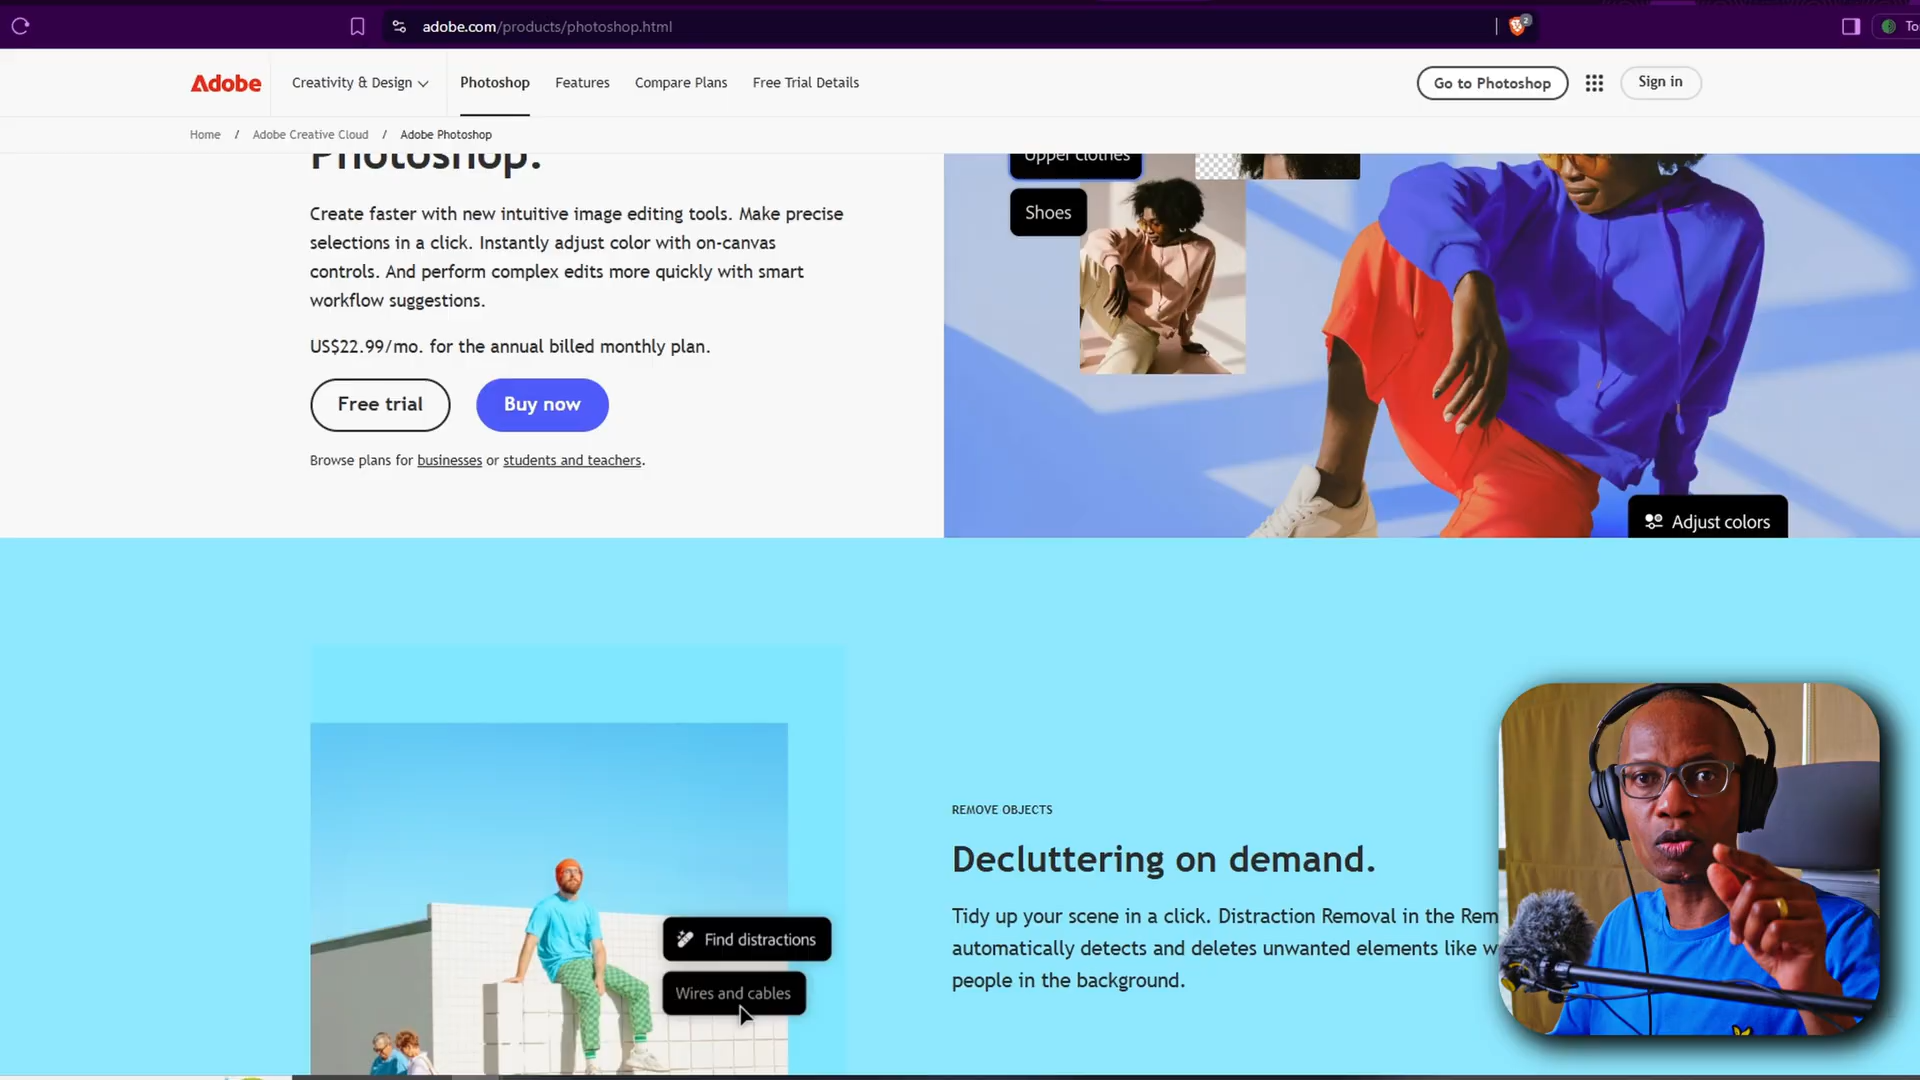 adobe.com/products/photoshop.html
2
Adobe
Creativity & Design
Photoshop
Features
Compare Plans
Free Trial Details
Go to Photoshop
Sign in
Home / Adobe Creative Cloud / Adobe Photoshop
Photoshop.
Create faster with new intuitive image editing tools. Make precise
selections in a click. Instantly adjust color with on-canvas
controls. And perform complex edits more quickly with smart
workflow suggestions.
US$22.99/mo. for the annual billed monthly plan.
Free trial
Buy now
Browse plans for businesses or students and teachers.
Upper clothes
Shoes
Adjust colors
Find distractions
Wires and cables
REMOVE OBJECTS
Decluttering on demand.
Tidy up your scene in a click. Distraction Removal in the Rem
automatically detects and deletes unwanted elements like w
people in the background.